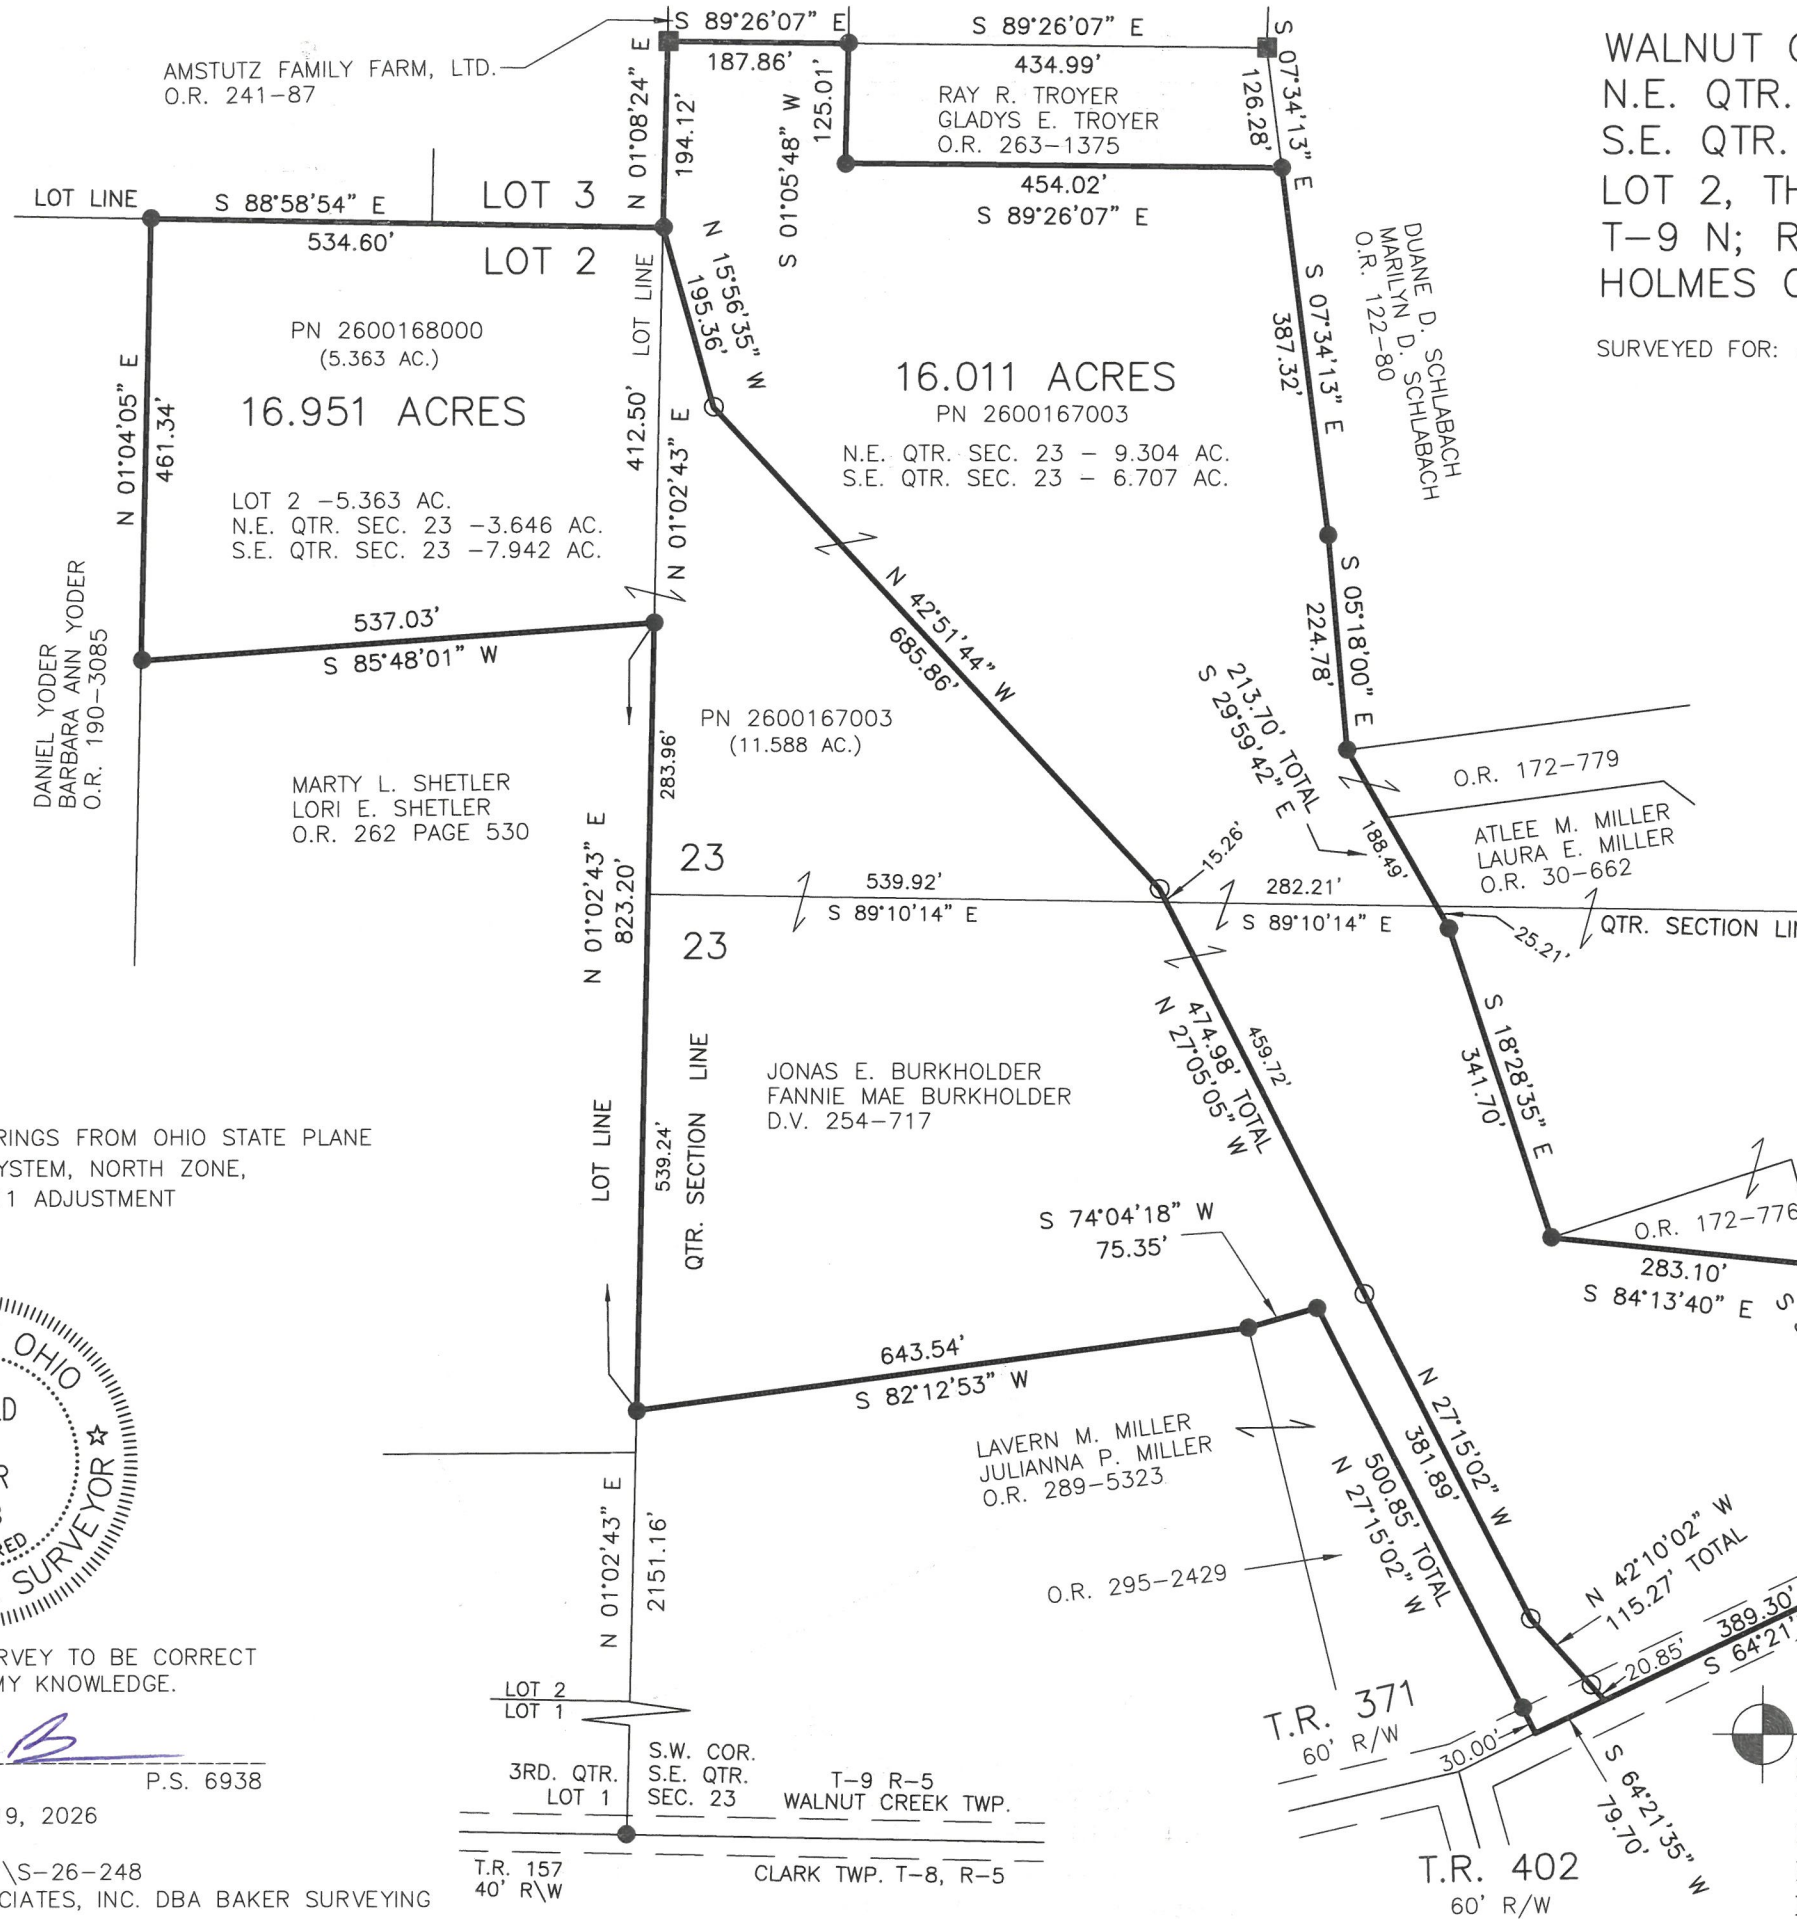 S 89°26'07" E
187.86'
S 89°26'07" E
434.99'
AMSTUTZ FAMILY FARM, LTD.
O.R. 241-87
N 01°08'24" E
194.12'
S 01°05'48" W
125.01'
RAY R. TROYER
GLADYS E. TROYER
O.R. 263-1375
S 07°34'13" E
126.28'
454.02'
S 89°26'07" E
WALNUT
N.E. QTR.
S.E. QTR.
LOT 2,
T-9 N;
HOLMES
SURVEYED FOR:
LOT LINE
S 88°58'54" E
534.60'
LOT 3
LOT 2
PN 2600168000
(5.363 AC.)
16.951 ACRES
LOT 2 -5.363 AC.
N.E. QTR. SEC. 23 -3.646 AC.
S.E. QTR. SEC. 23 -7.942 AC.
N 01°04'05" E
461.34'
LOT LINE
412.50'
N 01°02'43" E
N 15°56'35" W
195.36'
16.011 ACRES
PN 2600167003
N.E. QTR. SEC. 23 - 9.304 AC.
S.E. QTR. SEC. 23 - 6.707 AC.
S 07°34'13" E
387.32'
DUANE D. SCHLABACH
MARILYN D. SCHLABACH
O.R. 122-80
537.03'
S 85°48'01" W
DANIEL YODER
BARBARA ANN YODER
O.R. 190-3085
N 42°51'44" W
685.86'
S 05°18'00" E
224.78'
213.70' TOTAL
S 29°59'42" E
188.49'
O.R. 172-779
PN 2600167003
(11.588 AC.)
283.96'
MARTY L. SHETLER
LORI E. SHETLER
O.R. 262 PAGE 530
ATLEE M. MILLER
LAURA E. MILLER
O.R. 30-662
N 01°02'43" E
823.20'
23
23
539.92'
S 89°10'14" E
15.26'
282.21'
S 89°10'14" E
25.21'
QTR. SECTION
JONAS E. BURKHOLDER
FANNIE MAE BURKHOLDER
D.V. 254-717
459.72'
474.98' TOTAL
N 27°05'05" W
S 18°28'35" E
341.70'
LOT LINE
539.24'
QTR. SECTION LINE
FROM OHIO STATE PLANE
NORTH ZONE,
1 ADJUSTMENT
S 74°04'18" W
75.35'
O.R. 172-776
283.10'
S 84°13'40" E
S
643.54'
S 82°12'53" W
LAVERN M. MILLER
JULIANNA P. MILLER
O.R. 289-5323
O.R. 295-2429
N 27°15'02" W
381.89'
500.85' TOTAL
N 27°15'02" W
N 42°10'02" W
115.27' TOTAL
20.85'
389.30'
S 64°21'
OHIO
SURVEYOR
TO BE CORRECT
MY KNOWLEDGE.
P.S. 6938
9, 2026
\S-26-248
INC. DBA BAKER SURVEYING
N 01°02'43" E
2151.16'
LOT 2
LOT 1
3RD. QTR.
LOT 1
S.W. COR.
S.E. QTR.
SEC. 23
T-9 R-5
WALNUT CREEK TWP.
T.R. 157
40' R\W
CLARK TWP. T-8, R-5
T.R. 371
60' R/W
30.00'
S 64°21'35" W
79.70'
T.R. 402
60' R/W